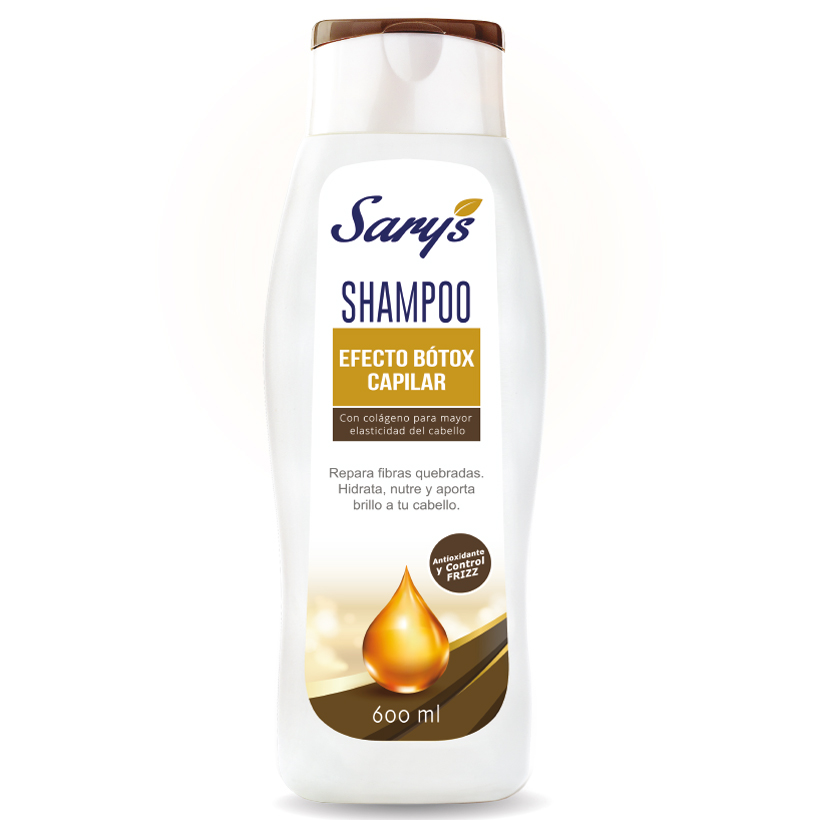 Sary's
SHAMPOO
EFECTO BÓTOX
CAPILAR
Con colágeno para mayor
elasticidad del cabello
Repara fibras quebradas.
Hidrata, nutre y aporta
brillo a tu cabello.
Antioxidante
y Control
FRIZZ
600 ml